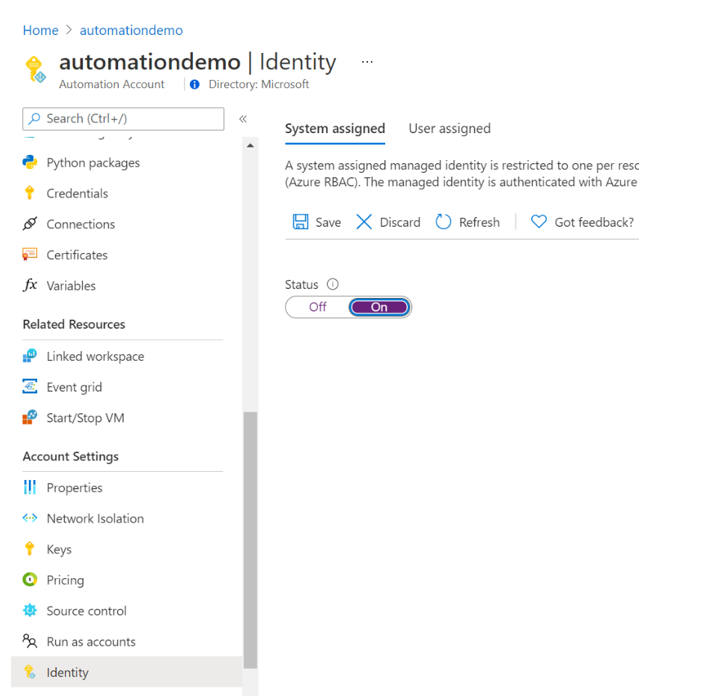 Home > automationdemo
automationdemo | Identity ...
Automation Account
Directory: Microsoft
Search (Ctrl+/)
«
Python packages
Credentials
Connections
Certificates
fx Variables
Related Resources
Linked workspace
Event grid
Start/Stop VM
Account Settings
Properties
Network Isolation
Keys
Pricing
Source control
Run as accounts
Identity
System assigned User assigned
A system assigned managed identity is restricted to one per resc
(Azure RBAC). The managed identity is authenticated with Azure
Save Discard Refresh Got feedback?
Status
Off On